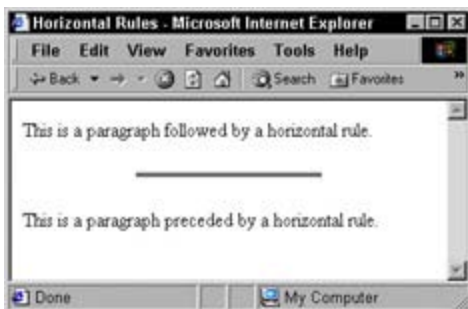 Horizontal Rules - Microsoft Internet Explorer
File Edit View Favorites Tools Help
Back Search Favorites »
This is a paragraph followed by a horizontal rule.
This is a paragraph preceded by a horizontal rule.
Done My Computer